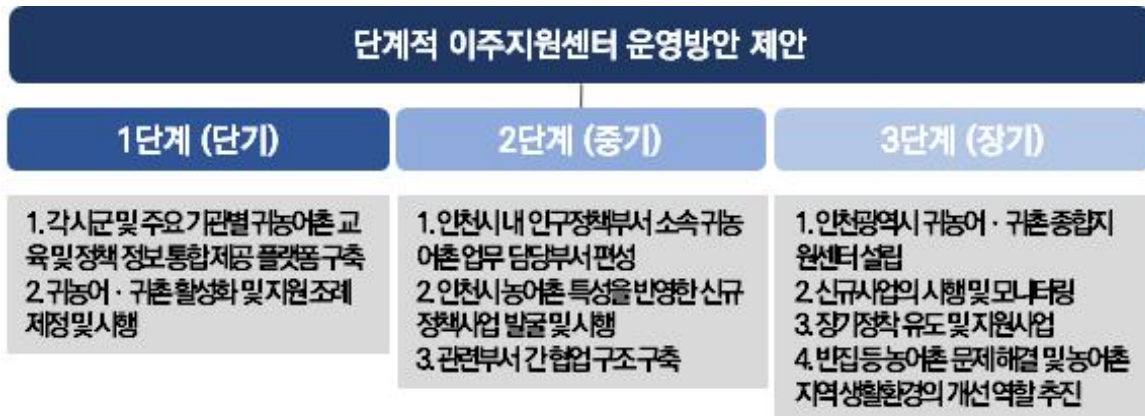 단계적 이주지원센터 운영방안 제안
1단계 (단기)
1. 각 시군 및 주요 기관별 귀농어촌 교
육 및 정책 정보 통합 제공 플랫폼 구축
2. 귀농어 · 귀촌 활성화 및 지원 조례
제정 및 시행
2단계 (중기)
1. 인천시 내 인구정책부서 소속 귀농
어촌 업무 담당부서 편성
2. 인천시 농어촌 특성을 반영한 신규
정책사업 발굴 및 시행
3. 관련부서 간 협업 구조 구축
3단계 (장기)
1. 인천광역시 귀농어 · 귀촌 종합지
원센터 설립
2. 신규사업의 시행 및 모니터링
3. 장기정착 유도 및 지원사업
4. 빈집 등 농어촌 문제 해결 및 농어촌
지역 생활환경의 개선 역할 추진